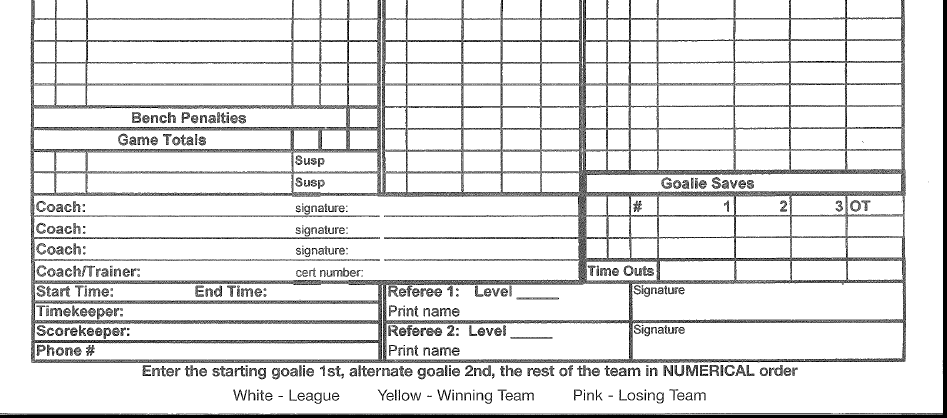 Bench Penalties
Game Totals
Susp
Susp
Goalie Saves
# 1 2 3 OT
Coach: signature:
Coach: signature:
Coach: signature:
Coach/Trainer: cert number:
Time Outs
Start Time: End Time:
Timekeeper:
Scorekeeper:
Phone #
Referee 1: Level _____
Print name
Signature
Referee 2: Level _____
Print name
Signature
Enter the starting goalie 1st, alternate goalie 2nd, the rest of the team in NUMERICAL order
White - League Yellow - Winning Team Pink - Losing Team